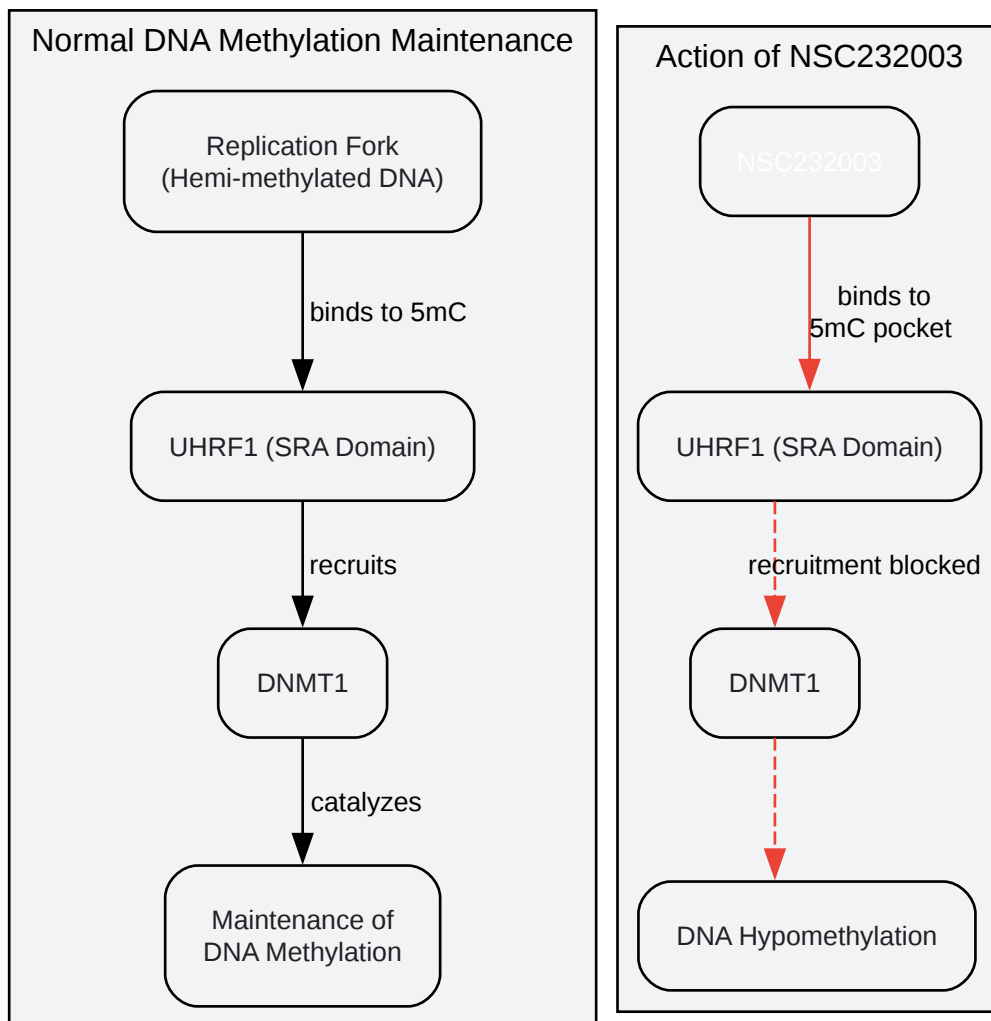 Normal DNA Methylation Maintenance
Replication Fork
(Hemi-methylated DNA)
binds to 5mC
UHRF1 (SRA Domain)
recruits
DNMT1
catalyzes
Maintenance of
DNA Methylation
Action of NSC232003
NSC232003
binds to
5mC pocket
UHRF1 (SRA Domain)
recruitment blocked
DNMT1
DNA Hypomethylation